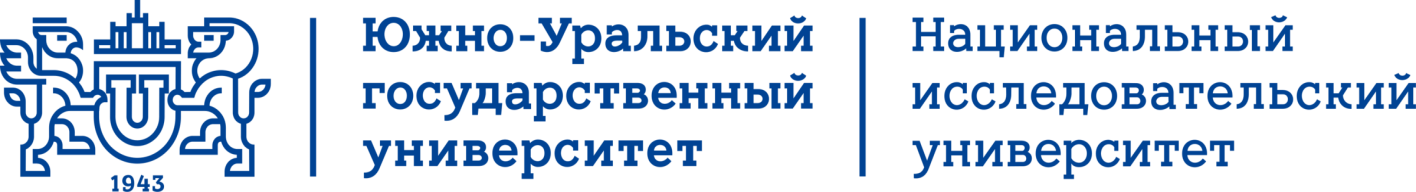 Южно-Уральский
государственный
университет
Национальный
исследовательский
университет
1943